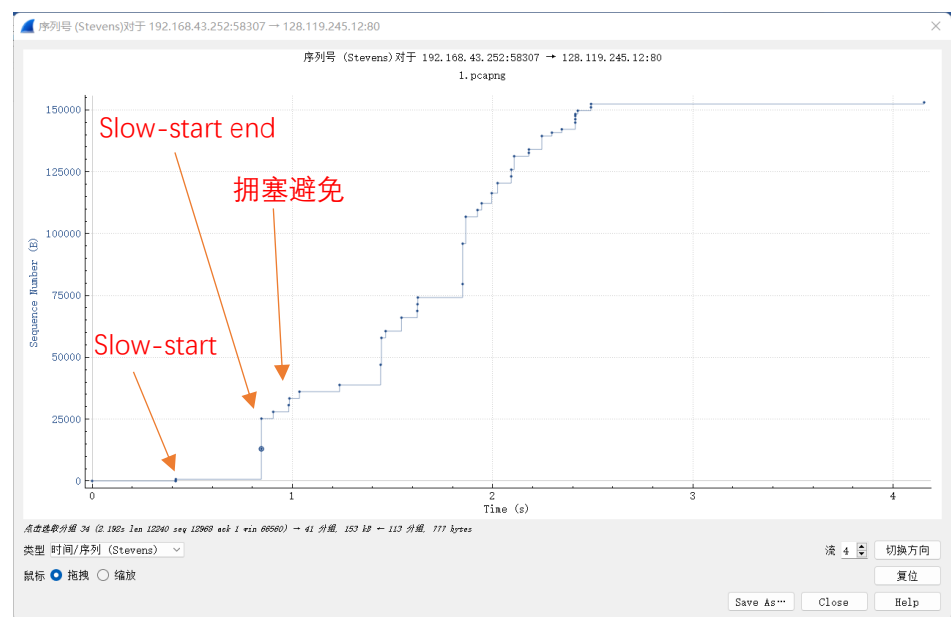 序列号 (Stevens)对于 192.168.43.252:58307 → 128.119.245.12:80
序列号 (Stevens)对于 192.168.43.252:58307 → 128.119.245.12:80
1.pcapng
150000
125000
100000
75000
50000
25000
0
Sequence Number (B)
Slow-start end
拥塞避免
Slow-start
0 1 2 3 4
Time (s)
点击选取分组 34 (2.192s len 12240 seq 12969 ack 1 win 66560) → 41 分组, 153 kB ← 113 分组, 777 bytes
类型 时间/序列 (Stevens)
流 4 切换方向
鼠标 拖拽 缩放
复位
Save As… Close Help